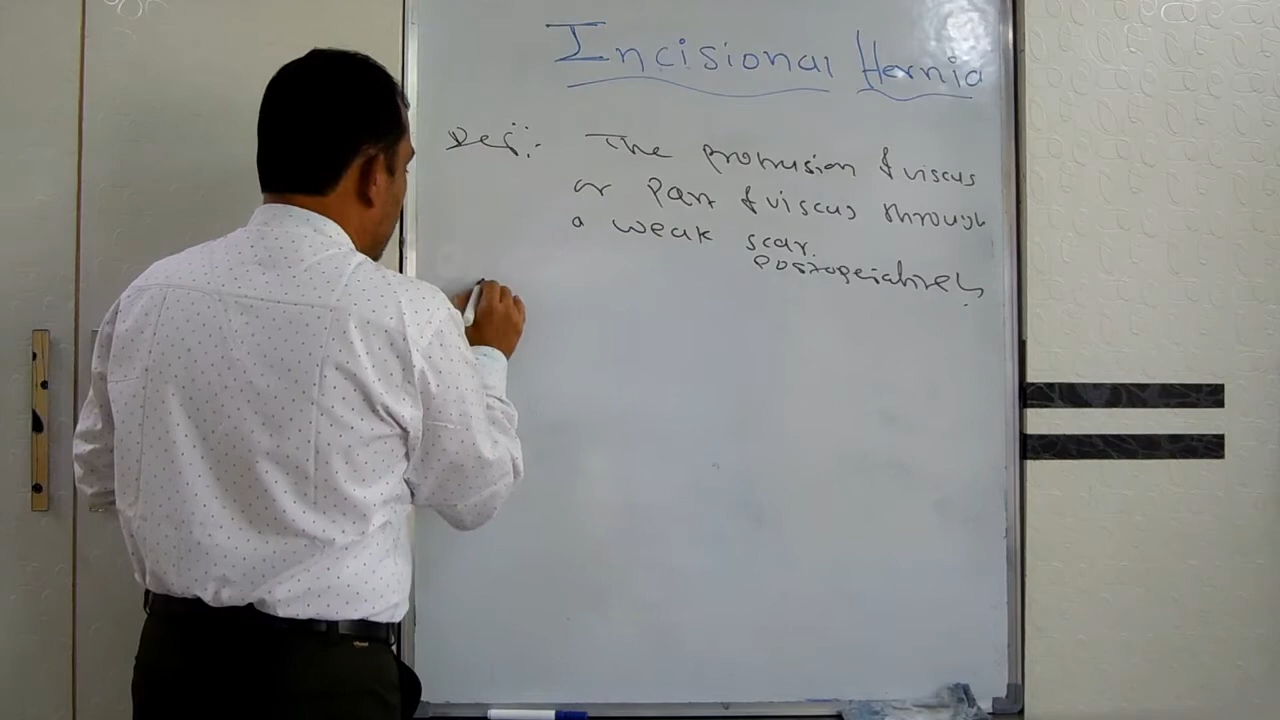 Incisional Hernia
Def:- The protrusion of viscus
or Part of viscus through
a weak scar.
postoperatively